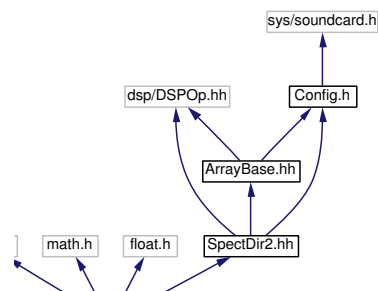 sys/soundcard.h
dsp/DSPOp.hh
Config.h
ArrayBase.hh
math.h
float.h
SpectDir2.hh